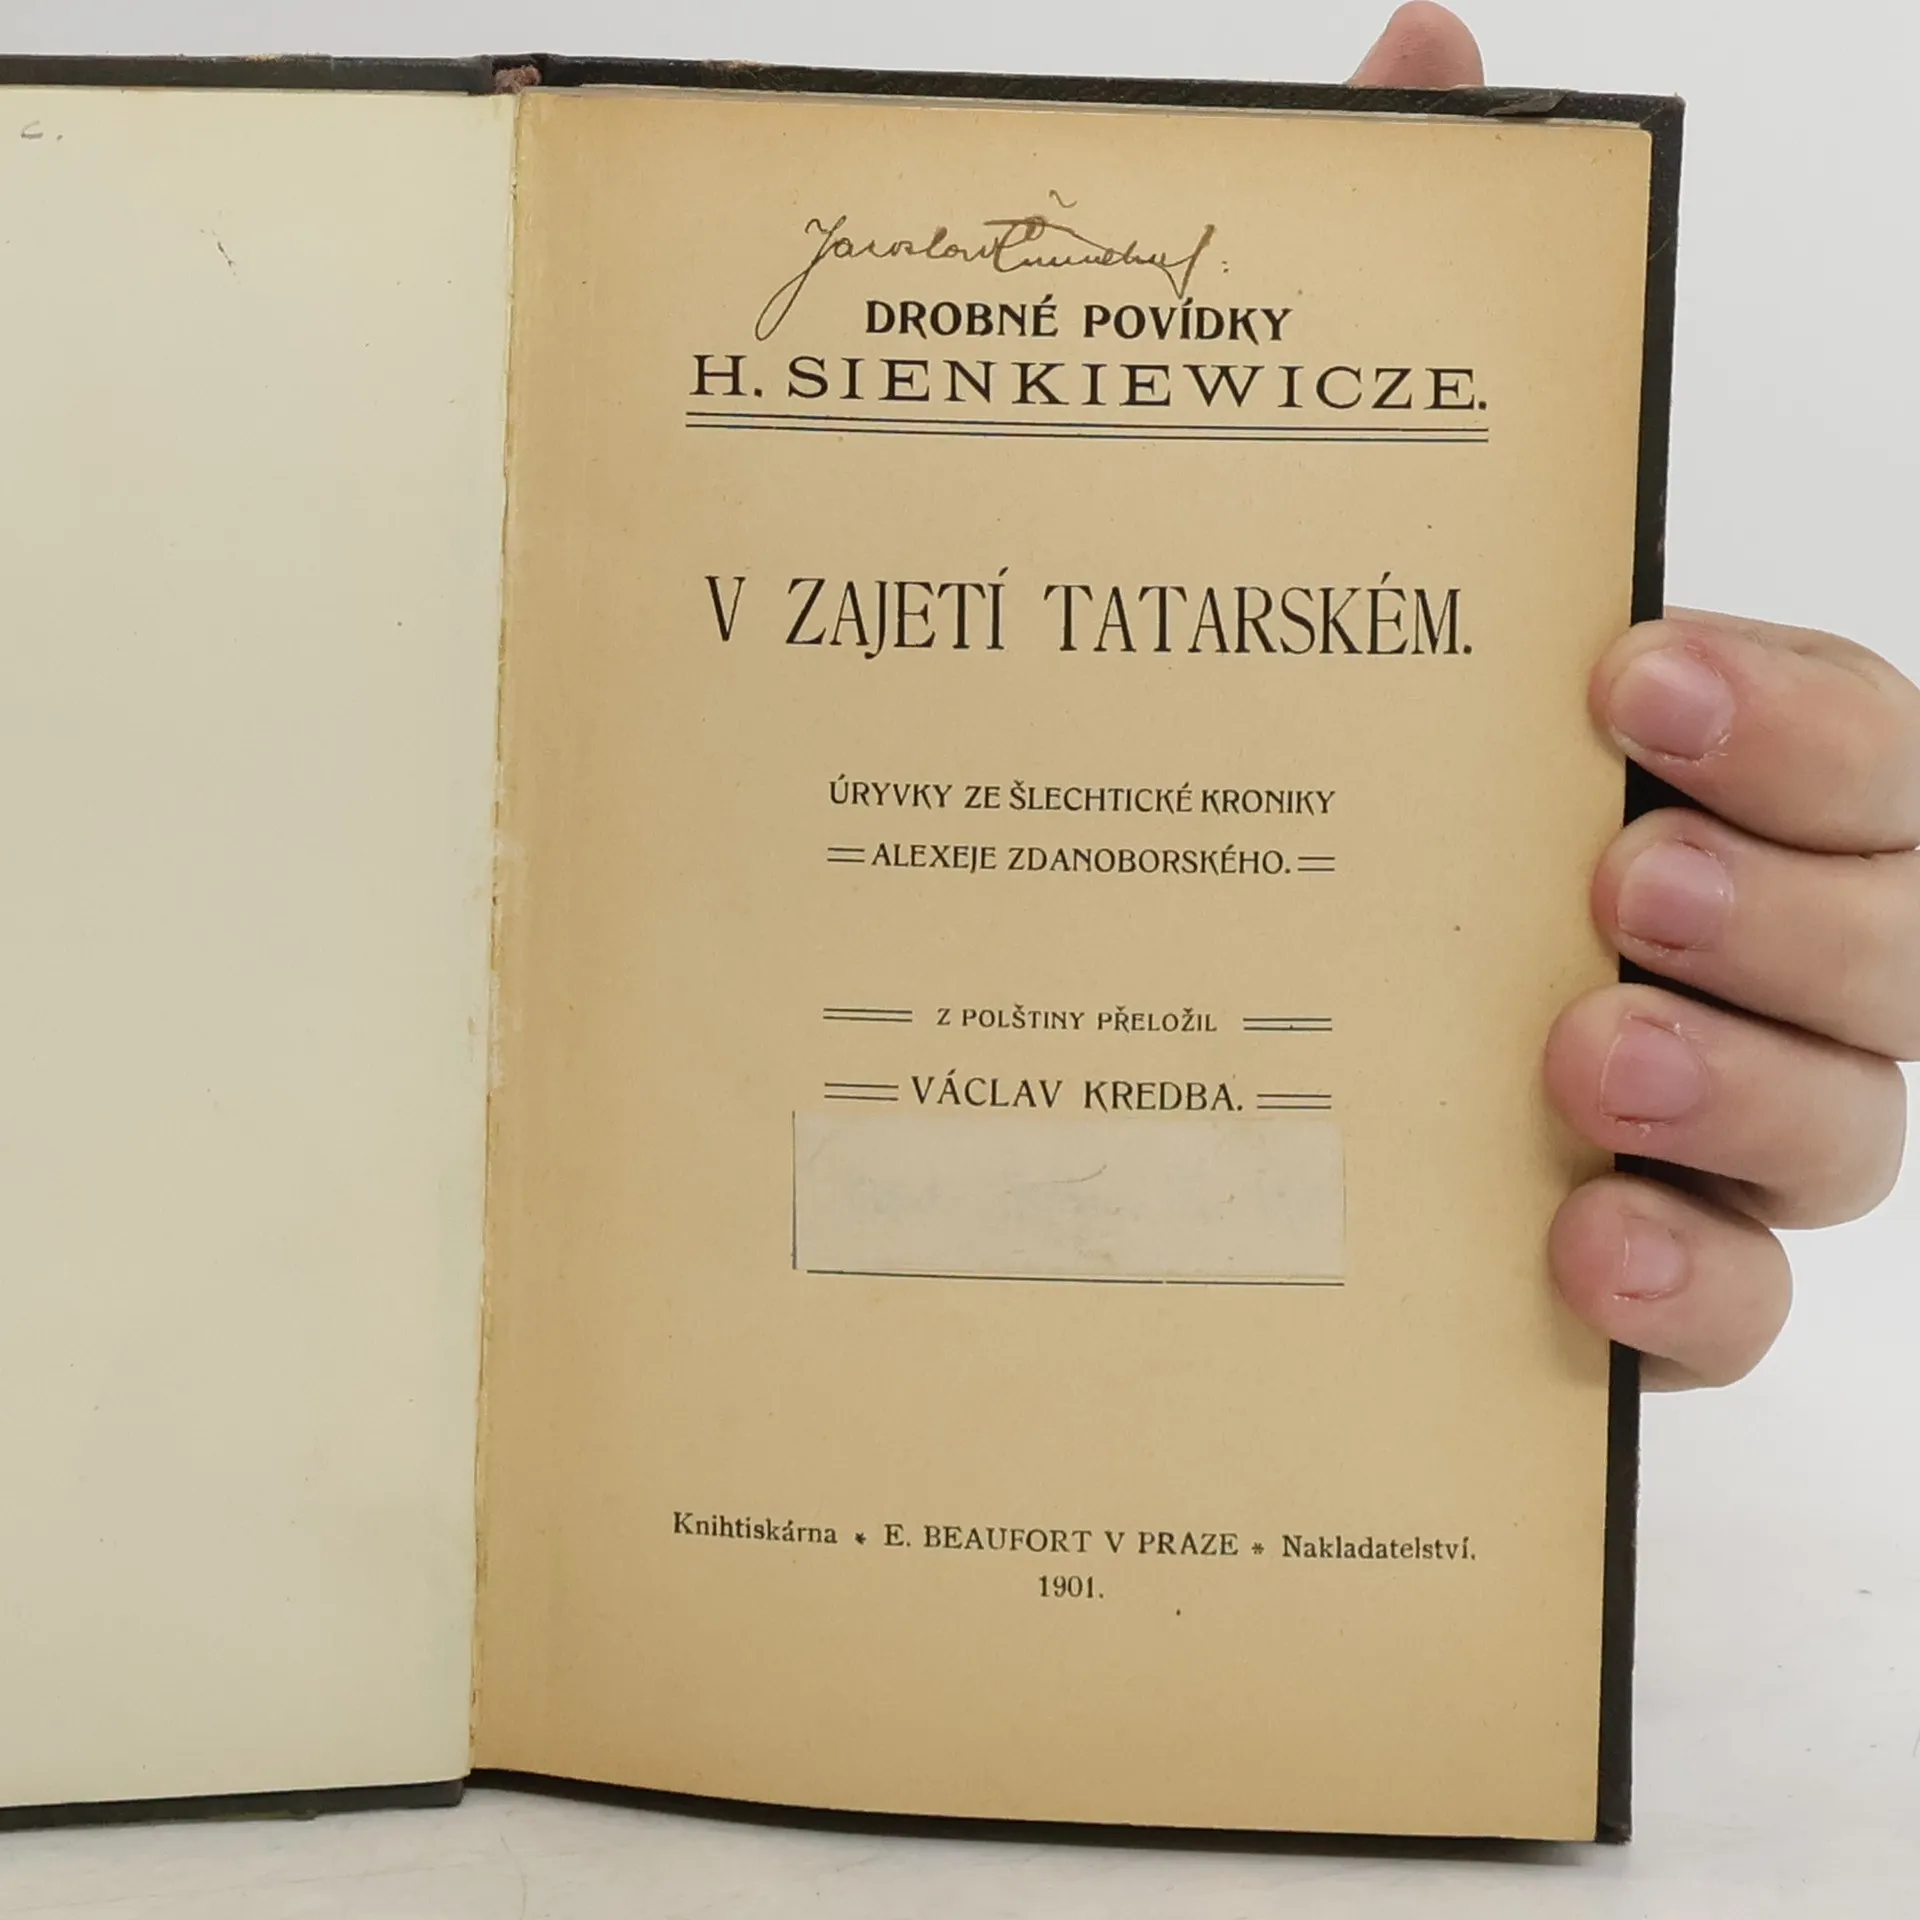 c.
Jaroslav
DROBNÉ POVÍDKY
H. SIENKIEWICZE.
V ZAJETÍ TATARSKÉM.
ÚRYVKY ZE ŠLECHTICKÉ KRONIKY
ALEXEJE ZDANOBORSKÉHO.
Z POLŠTINY PŘELOŽIL
VÁCLAV KREDBA.
Knihtiskárna * E. BEAUFORT V PRAZE * Nakladatelství.
1901.